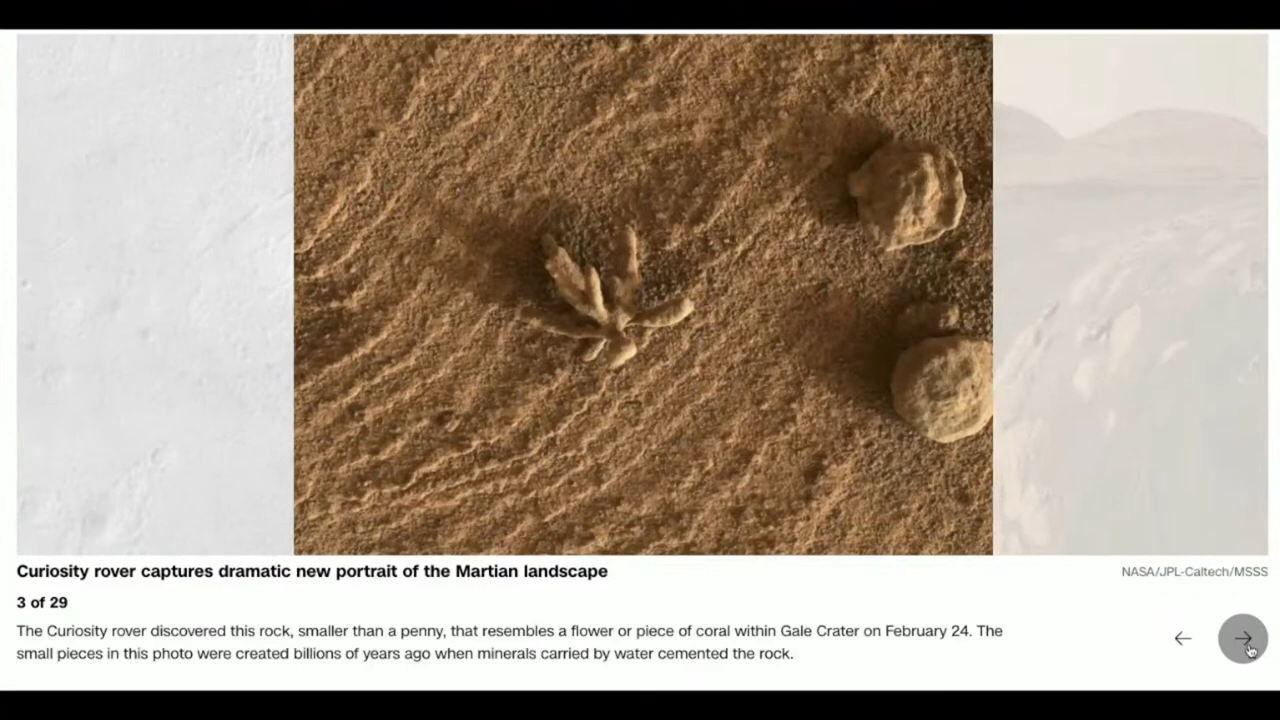 Curiosity rover captures dramatic new portrait of the Martian landscape
NASA/JPL-Caltech/MSSS
3 of 29
The Curiosity rover discovered this rock, smaller than a penny, that resembles a flower or piece of coral within Gale Crater on February 24. The
small pieces in this photo were created billions of years ago when minerals carried by water cemented the rock.